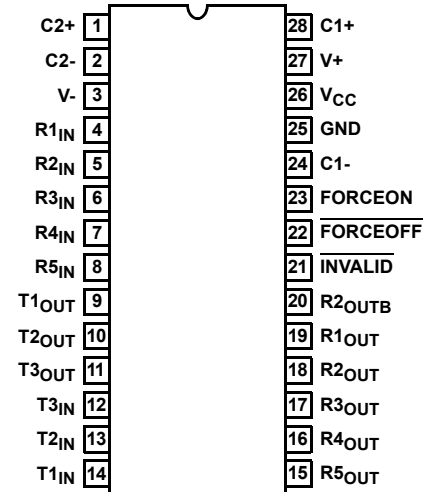 C2+ 1 28 C1+
C2- 2 27 V+
V- 3 26 VCC
R1IN 4 25 GND
R2IN 5 24 C1-
R3IN 6 23 FORCEON
R4IN 7 22 FORCEOFF
R5IN 8 21 INVALID
T1OUT 9 20 R2OUTB
T2OUT 10 19 R1OUT
T3OUT 11 18 R2OUT
T3IN 12 17 R3OUT
T2IN 13 16 R4OUT
T1IN 14 15 R5OUT